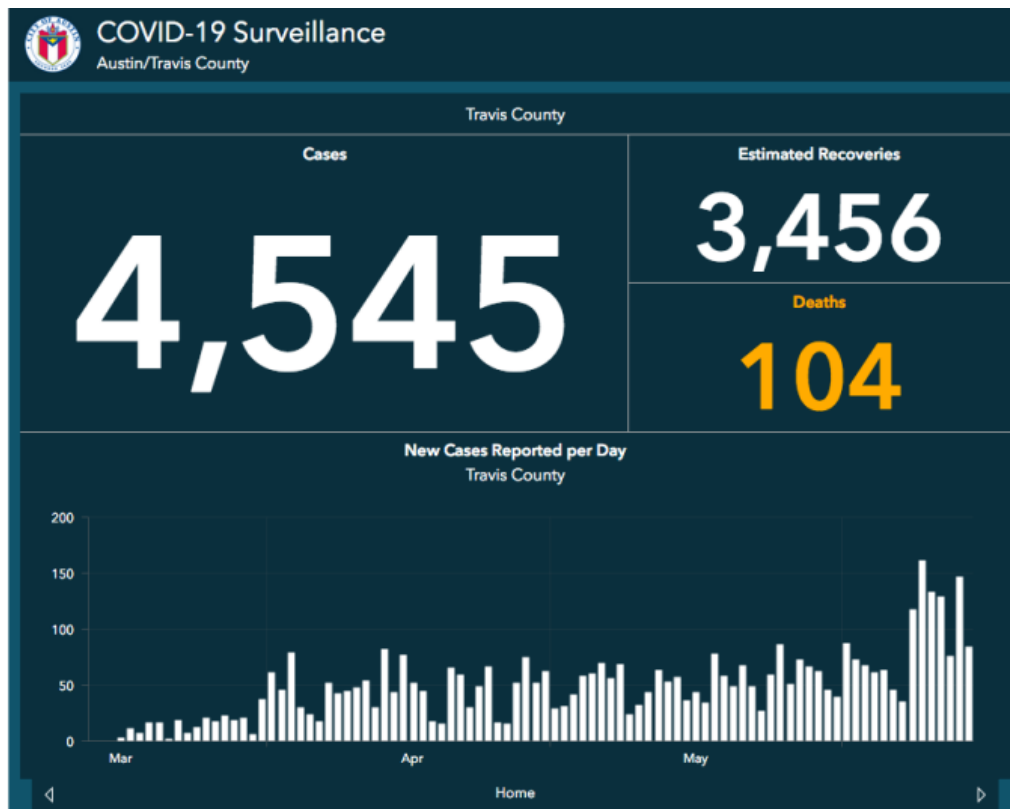 COVID-19 Surveillance
Austin/Travis County
Travis County
Cases
4,545
Estimated Recoveries
3,456
Deaths
104
New Cases Reported per Day
Travis County
200
150
100
50
0
Mar Apr May
Home